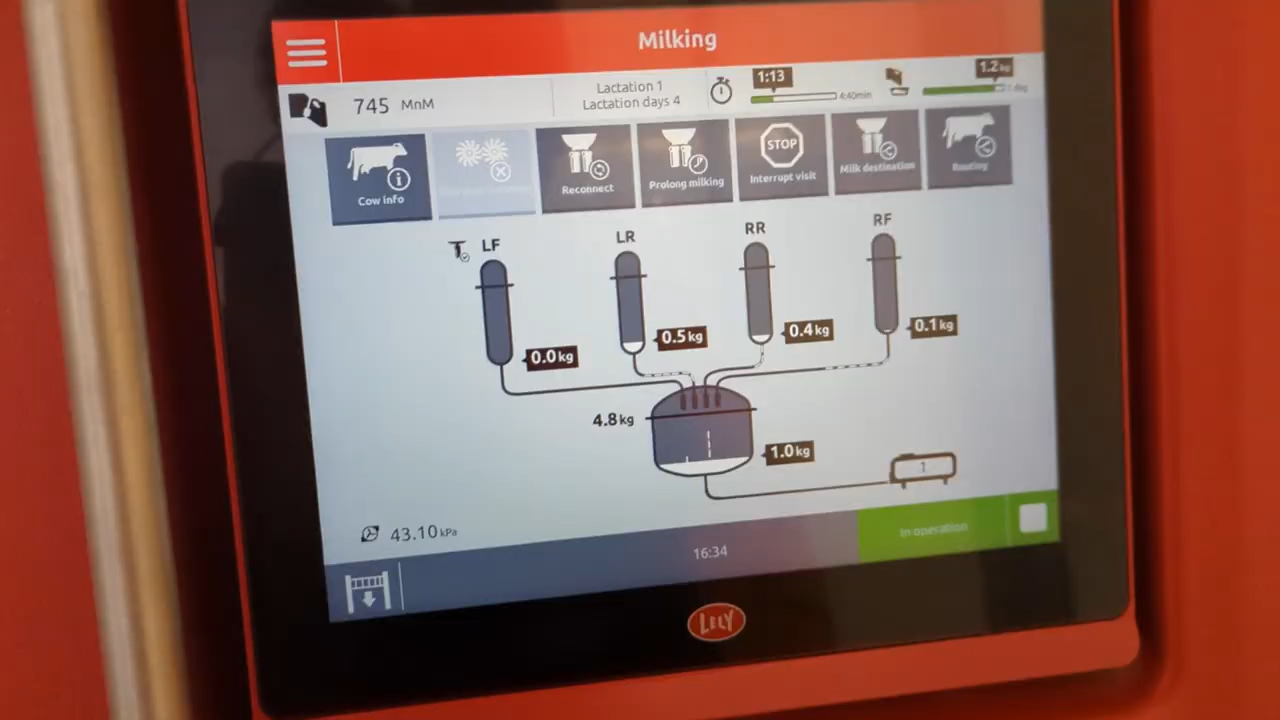 Milking
745 MnM
Lactation 1
Lactation days 4
1:13
4:40min
1.2 kg
Cow info
Reconnect
Prolong milking
STOP
Interrupt visit
Milk destination
Routing
LF
LR
RR
RF
0.0 kg
0.5 kg
0.4 kg
0.1 kg
4.8 kg
1.0 kg
1
43.10 kPa
16:34
In operation
LELY